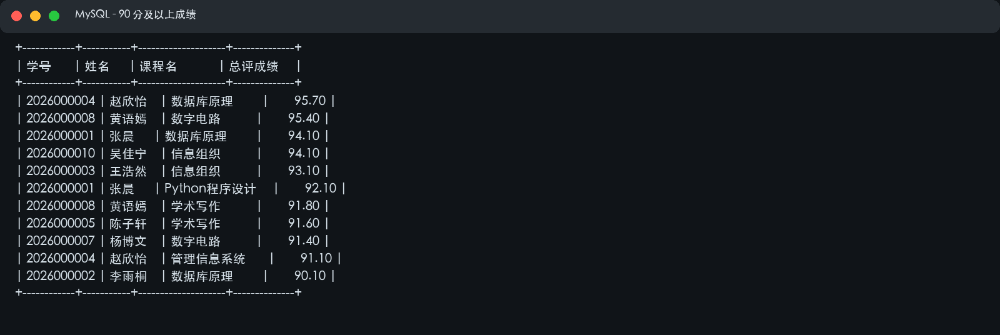 MySQL - 90 分及以上成绩
+------------+-----------+--------------------+--------------+
| 学号 | 姓名 | 课程名 | 总评成绩 |
+------------+-----------+--------------------+--------------+
| 2026000004 | 赵欣怡 | 数据库原理 | 95.70 |
| 2026000008 | 黄语嫣 | 数字电路 | 95.40 |
| 2026000001 | 张晨 | 数据库原理 | 94.10 |
| 2026000010 | 吴佳宁 | 信息组织 | 94.10 |
| 2026000003 | 王浩然 | 信息组织 | 93.10 |
| 2026000001 | 张晨 | Python程序设计 | 92.10 |
| 2026000008 | 黄语嫣 | 学术写作 | 91.80 |
| 2026000005 | 陈子轩 | 学术写作 | 91.60 |
| 2026000007 | 杨博文 | 数字电路 | 91.40 |
| 2026000004 | 赵欣怡 | 管理信息系统 | 91.10 |
| 2026000002 | 李雨桐 | 数据库原理 | 90.10 |
+------------+-----------+--------------------+--------------+